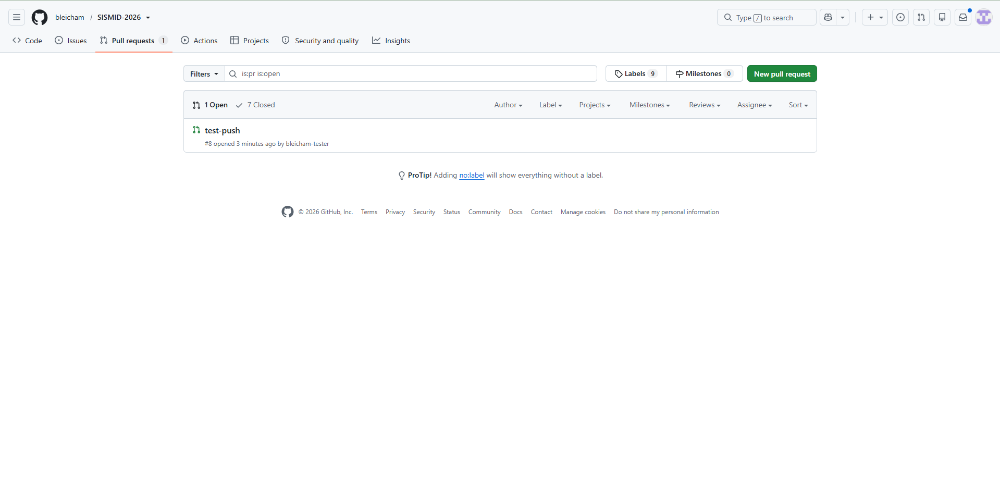 bleicham / SISMID-2026
Type / to search
Code Issues Pull requests 1 Actions Projects Security and quality Insights
Filters is:pr is:open Labels 9 Milestones 0 New pull request
1 Open 7 Closed Author Label Projects Milestones Reviews Assignee Sort
test-push
#8 opened 3 minutes ago by bleicham-tester
ProTip! Adding no:label will show everything without a label.
© 2026 GitHub, Inc. Terms Privacy Security Status Community Docs Contact Manage cookies Do not share my personal information